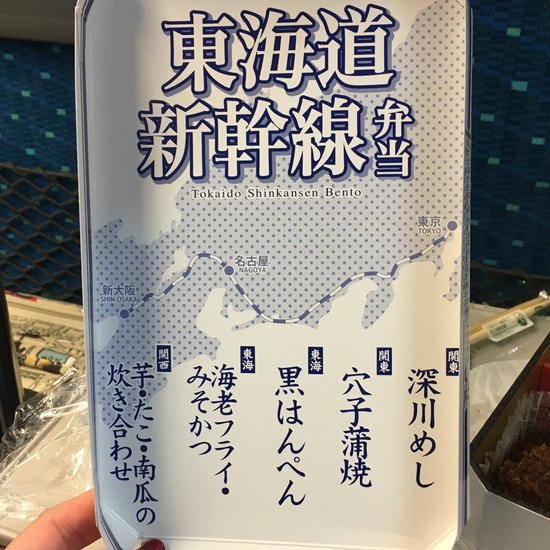 東海道
新幹線弁当
Tokaido Shinkansen Bento
東京
TOKYO
名古屋
NAGOYA
新大阪
SHIN-OSAKA
関東
深川めし
関東
穴子蒲焼
東海
黒はんぺん
東海
海老フライ・
みそかつ
関西
芋・たこ・南瓜の
炊き合わせ